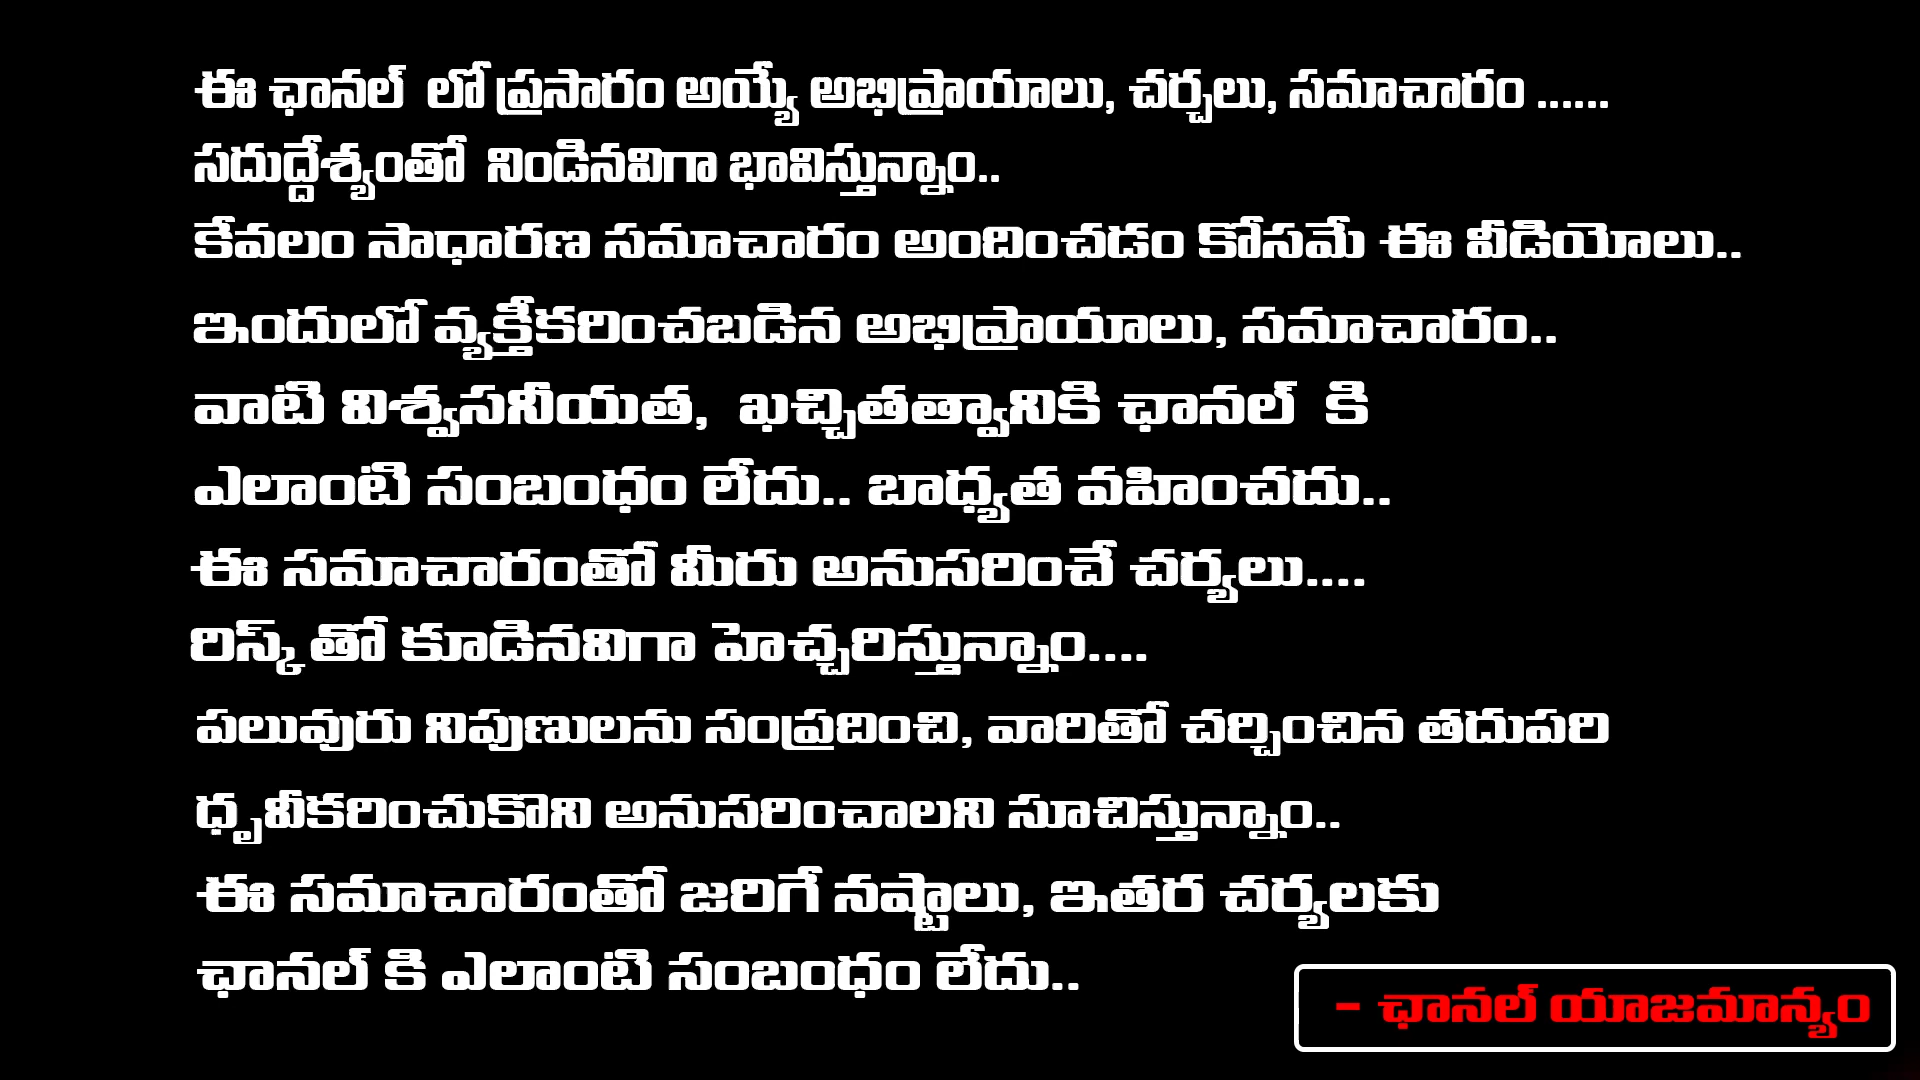 ఈ ఛానల్ లో ప్రసారం అయ్యే అభిప్రాయాలు, చర్చలు, సమాచారం ......
సదుద్దేశ్యంతో నిండినవిగా భావిస్తున్నాం..
కేవలం సాధారణ సమాచారం అందించడం కోసమే ఈ వీడియోలు..
ఇందులో వ్యక్తీకరించబడిన అభిప్రాయాలు, సమాచారం..
వాటి విశ్వసనీయత, ఖచ్చితత్వానికి ఛానల్ కి
ఎలాంటి సంబంధం లేదు.. బాధ్యత వహించదు..
ఈ సమాచారంతో మీరు అనుసరించే చర్యలు....
రిస్క్ తో కూడినవిగా హెచ్చరిస్తున్నాం....
పలువురు నిపుణులను సంప్రదించి, వారితో చర్చించిన తదుపరి
ధృవీకరించుకొని అనుసరించాలని సూచిస్తున్నాం..
ఈ సమాచారంతో జరిగే నష్టాలు, ఇతర చర్యలకు
ఛానల్ కి ఎలాంటి సంబంధం లేదు..
- ఛానల్ యాజమాన్యం